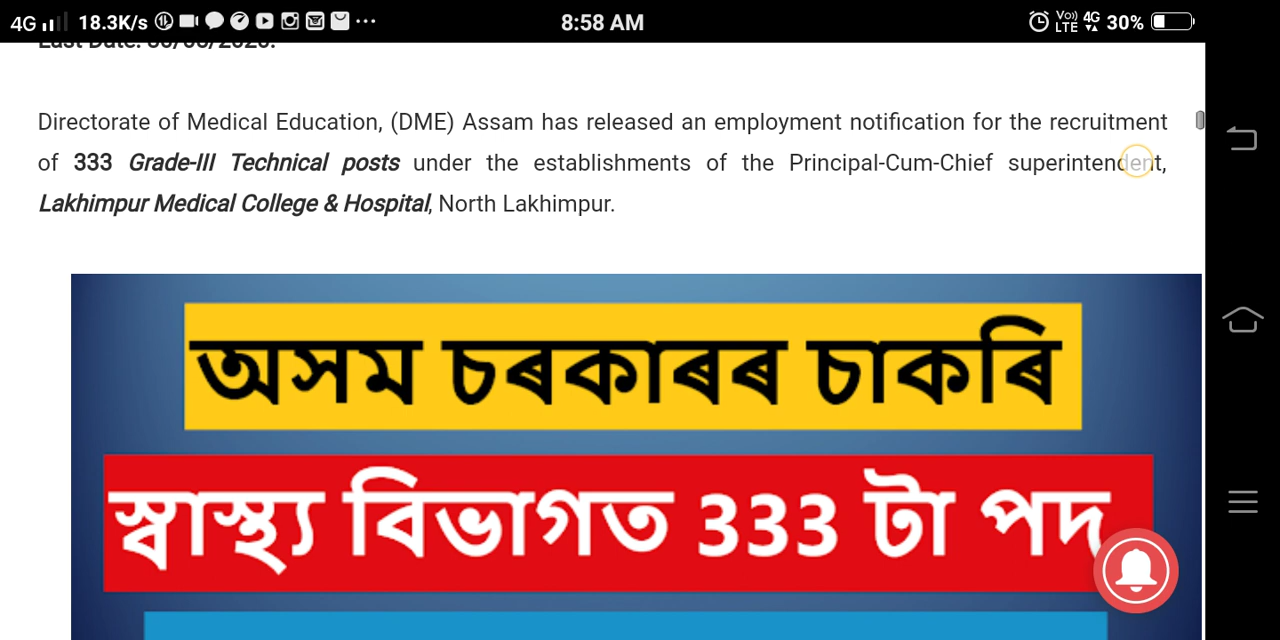 4G 18.3K/s 8:58 AM Vo)) LTE 4G 30%
Directorate of Medical Education, (DME) Assam has released an employment notification for the recruitment
of 333 Grade-III Technical posts under the establishments of the Principal-Cum-Chief superintendent,
Lakhimpur Medical College & Hospital, North Lakhimpur.
অসম চৰকাৰৰ চাকৰি
স্বাস্থ্য বিভাগত 333 টা পদ